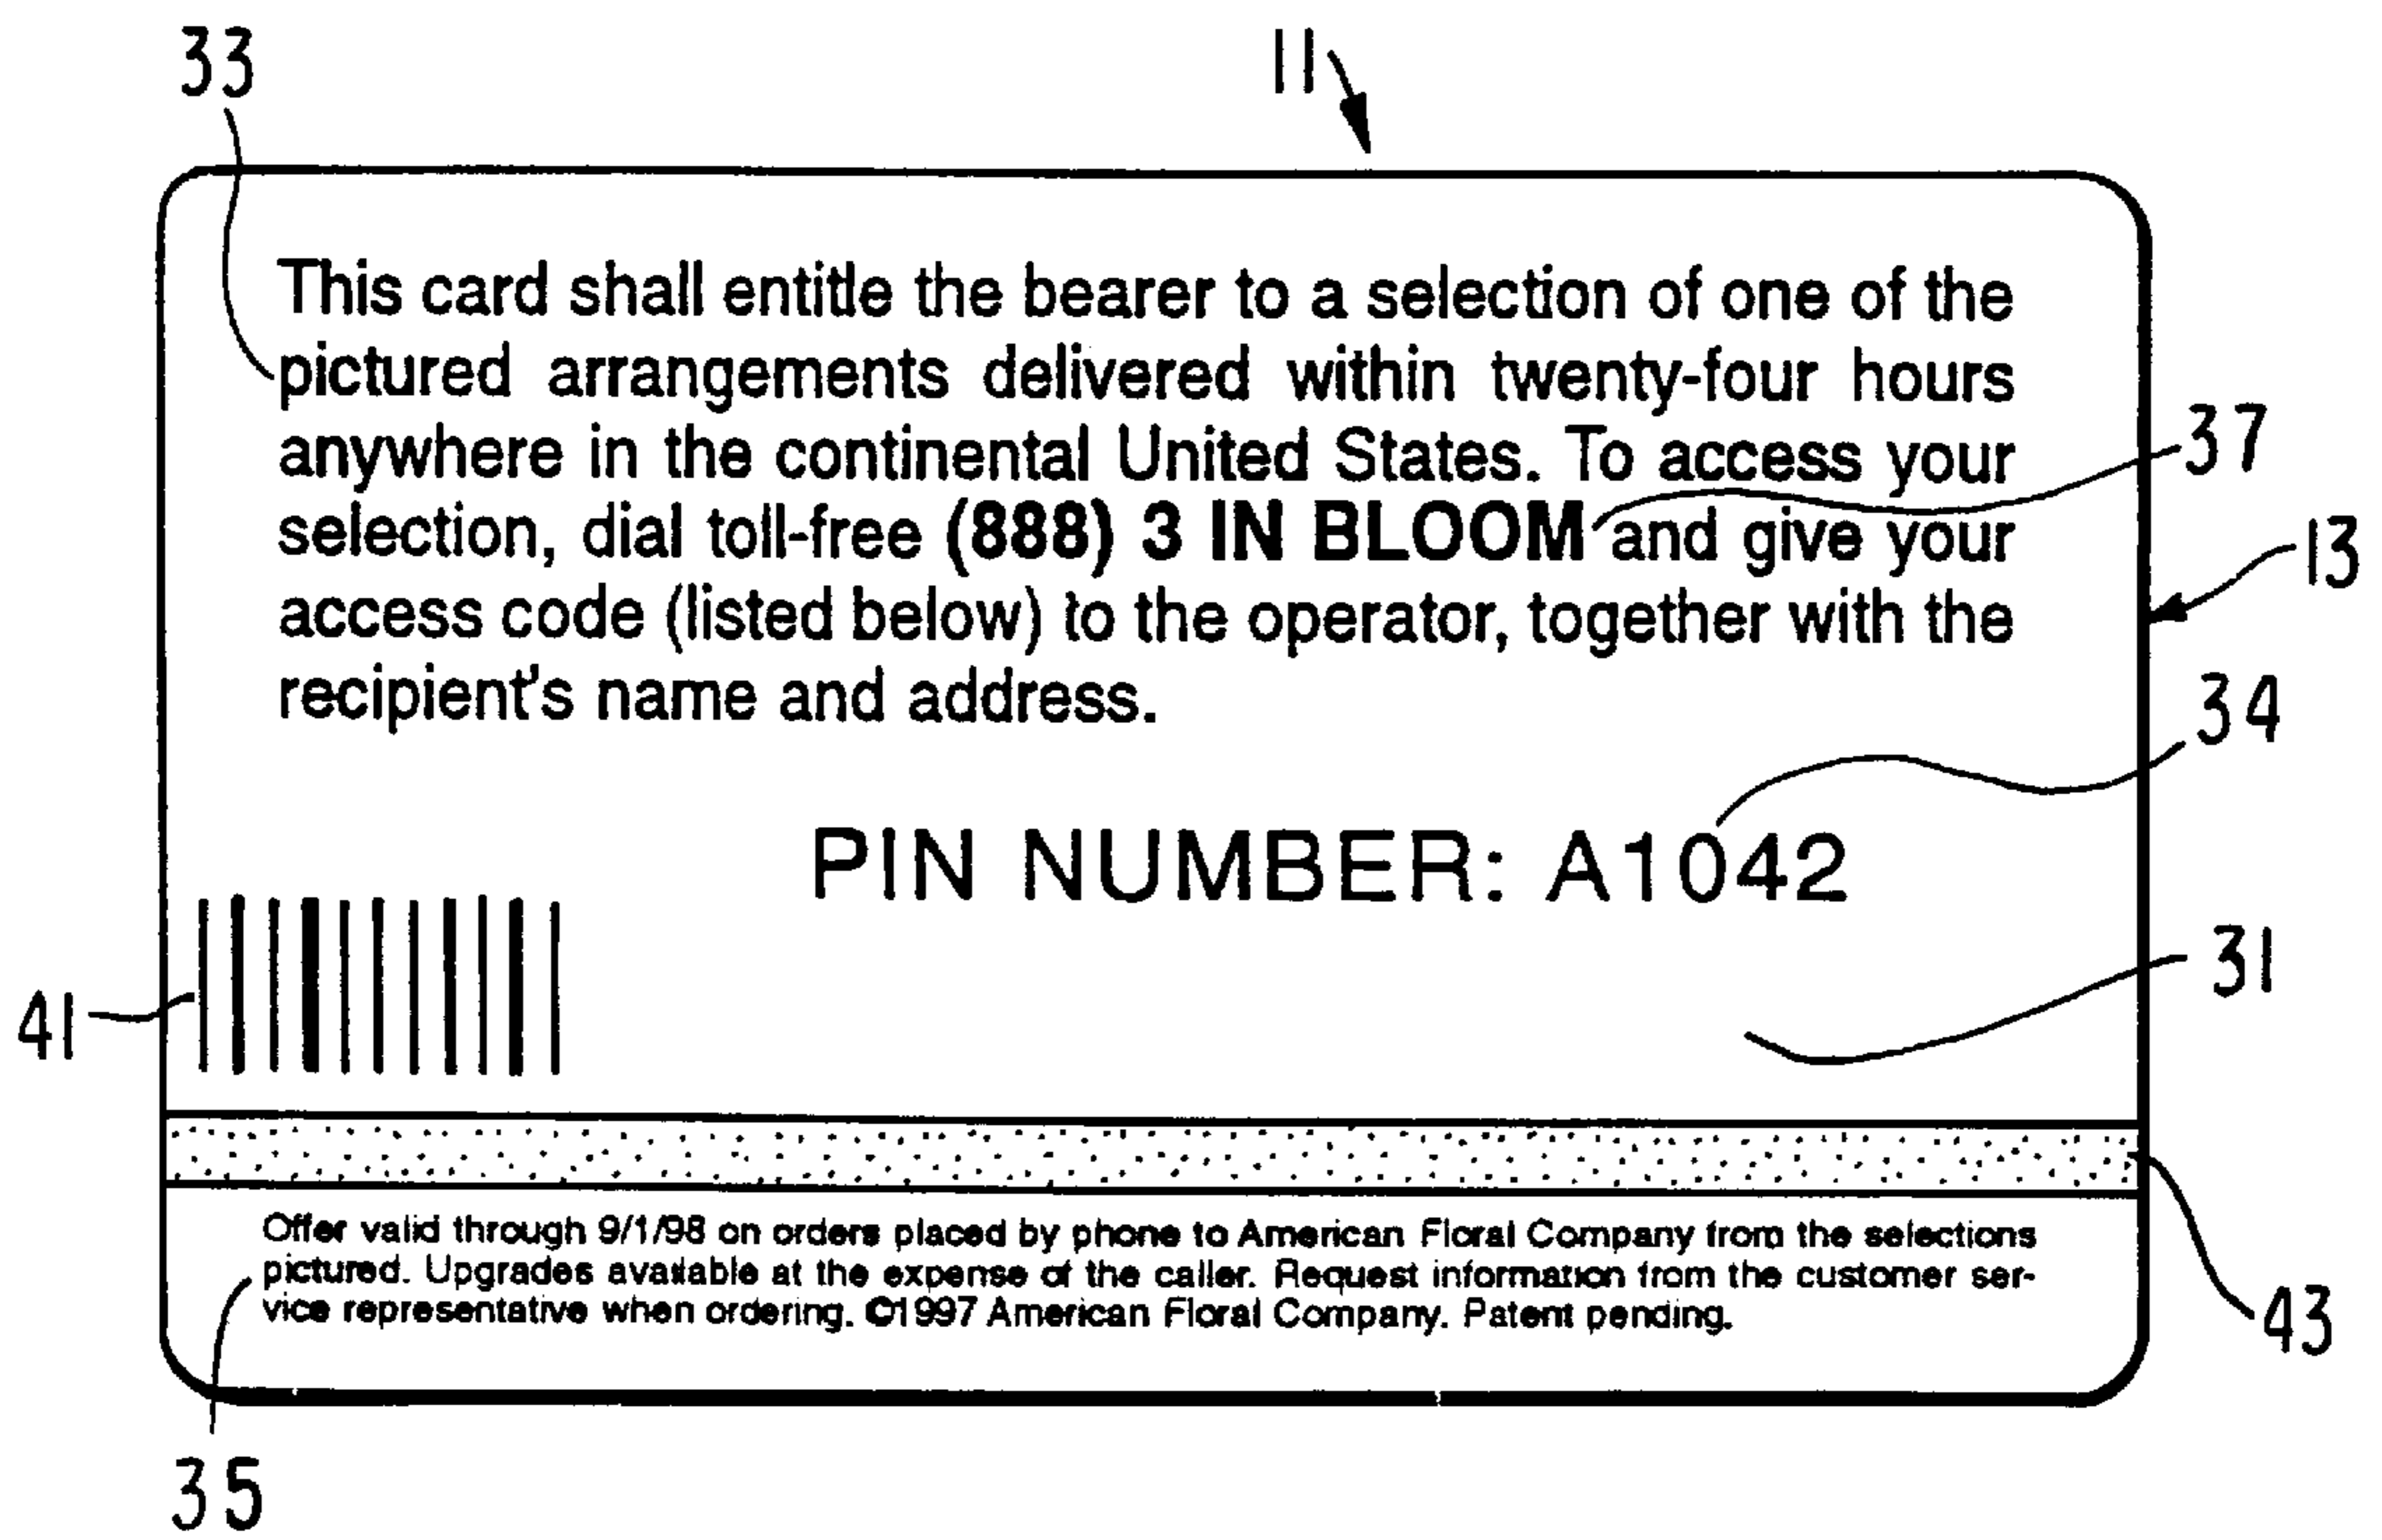 33
11
This card shall entitle the bearer to a selection of one of the
pictured arrangements delivered within twenty-four hours
anywhere in the continental United States. To access your
37
selection, dial toll-free (888) 3 IN BLOOM and give your
13
access code (listed below) to the operator, together with the
recipient's name and address.
34
PIN NUMBER: A1042
31
41
Offer valid through 9/1/98 on orders placed by phone to American Floral Company from the selections
pictured. Upgrades available at the expense of the caller. Request information from the customer ser-
vice representative when ordering. ©1997 American Floral Company. Patent pending.
43
35